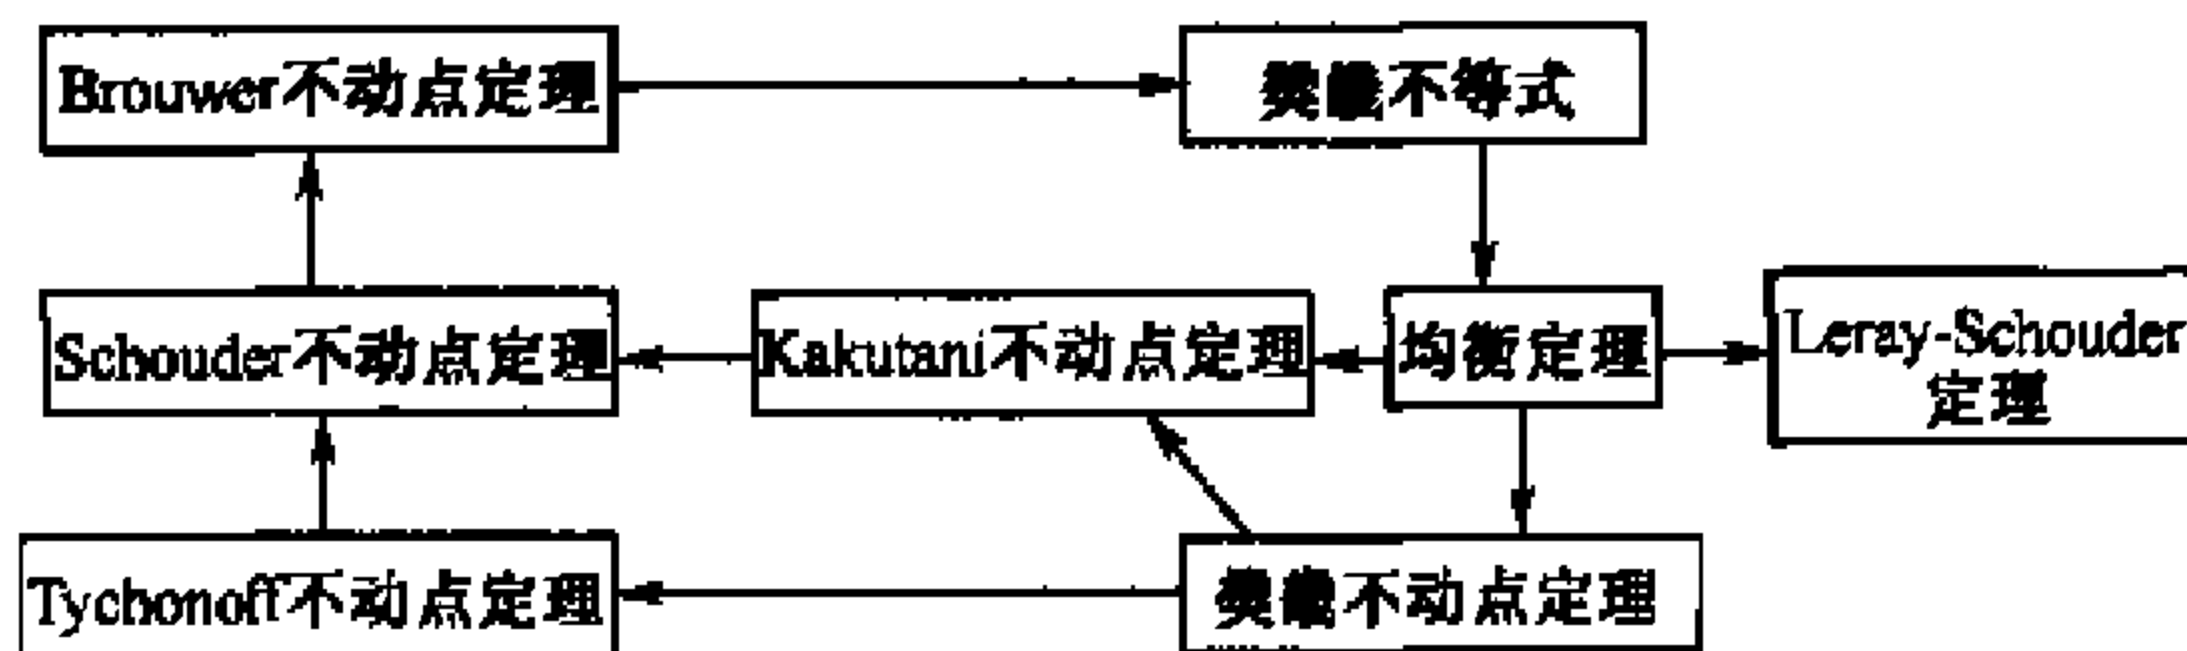 Brouwer不动点定理
樊畿不等式
Schouder不动点定理
Kakutani不动点定理
均衡定理
Leray-Schouder
定理
Tychonoff不动点定理
樊畿不动点定理